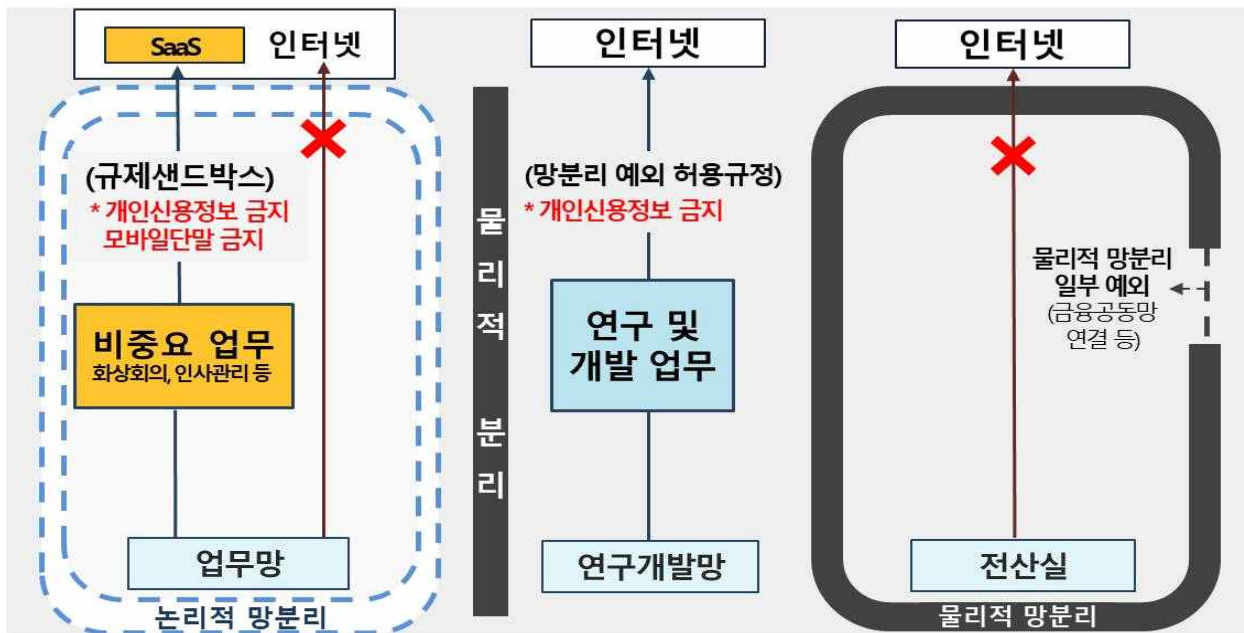 SaaS 인터넷
(규제샌드박스)
* 개인신용정보 금지
모바일단말 금지
비중요 업무
화상회의, 인사관리 등
업무망
논리적 망분리
물리적 분리
인터넷
(망분리 예외 허용규정)
* 개인신용정보 금지
연구 및
개발 업무
연구개발망
인터넷
물리적 망분리
일부 예외
(금융공동망
연결 등)
전산실
물리적 망분리